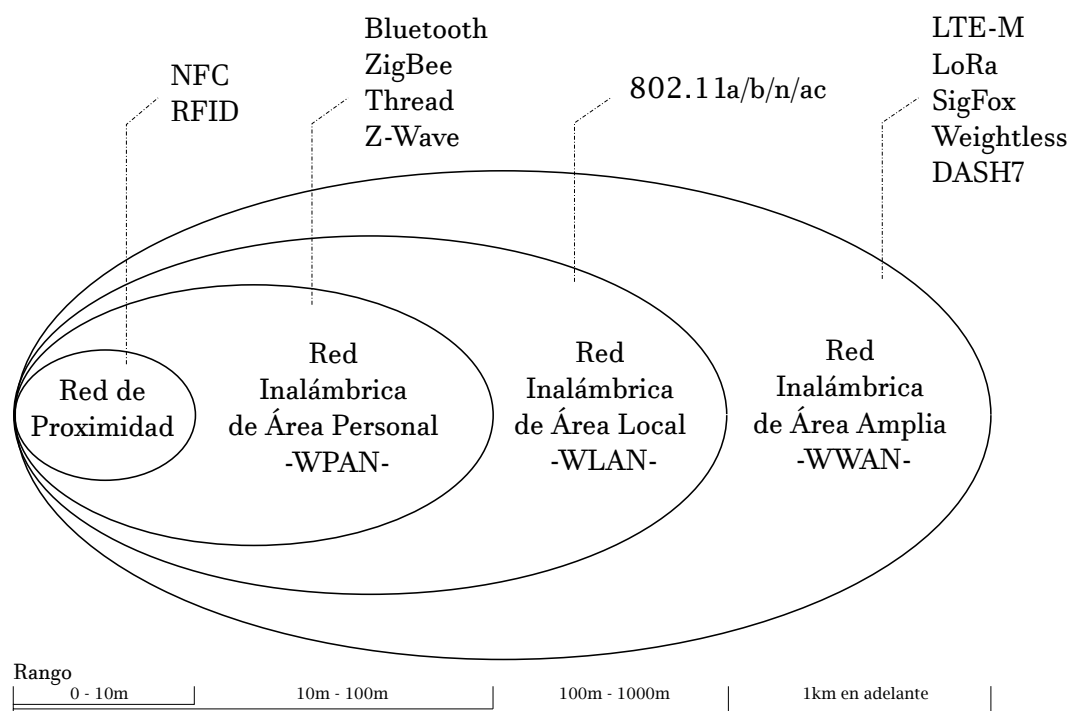 NFC
RFID
Bluetooth
ZigBee
Thread
Z-Wave
802.11a/b/n/ac
LTE-M
LoRa
SigFox
Weightless
DASH7
Red de
Proximidad
Red
Inalámbrica
de Área Personal
-WPAN-
Red
Inalámbrica
de Área Local
-WLAN-
Red
Inalámbrica
de Área Amplia
-WWAN-
Rango
0 - 10m
10m - 100m
100m - 1000m
1km en adelante